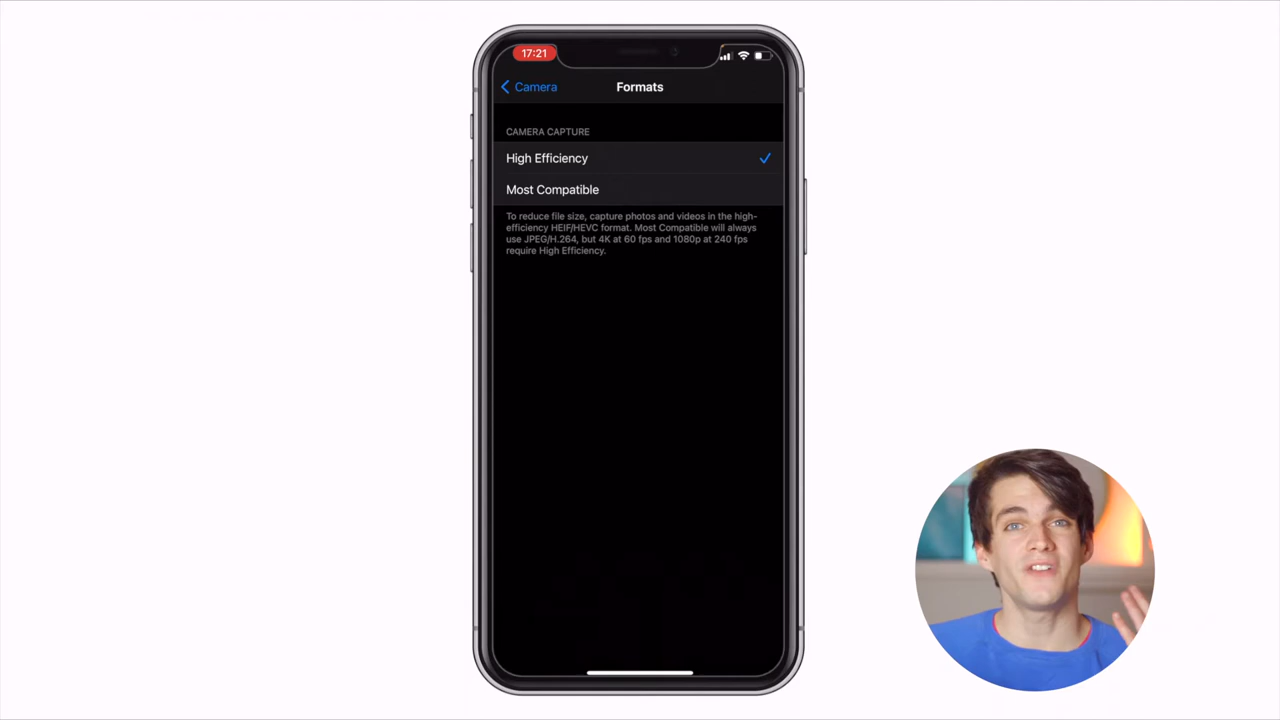 17:21
Camera
Formats
CAMERA CAPTURE
High Efficiency
Most Compatible
To reduce file size, capture photos and videos in the high-
efficiency HEIF/HEVC format. Most Compatible will always
use JPEG/H.264, but 4K at 60 fps and 1080p at 240 fps
require High Efficiency.